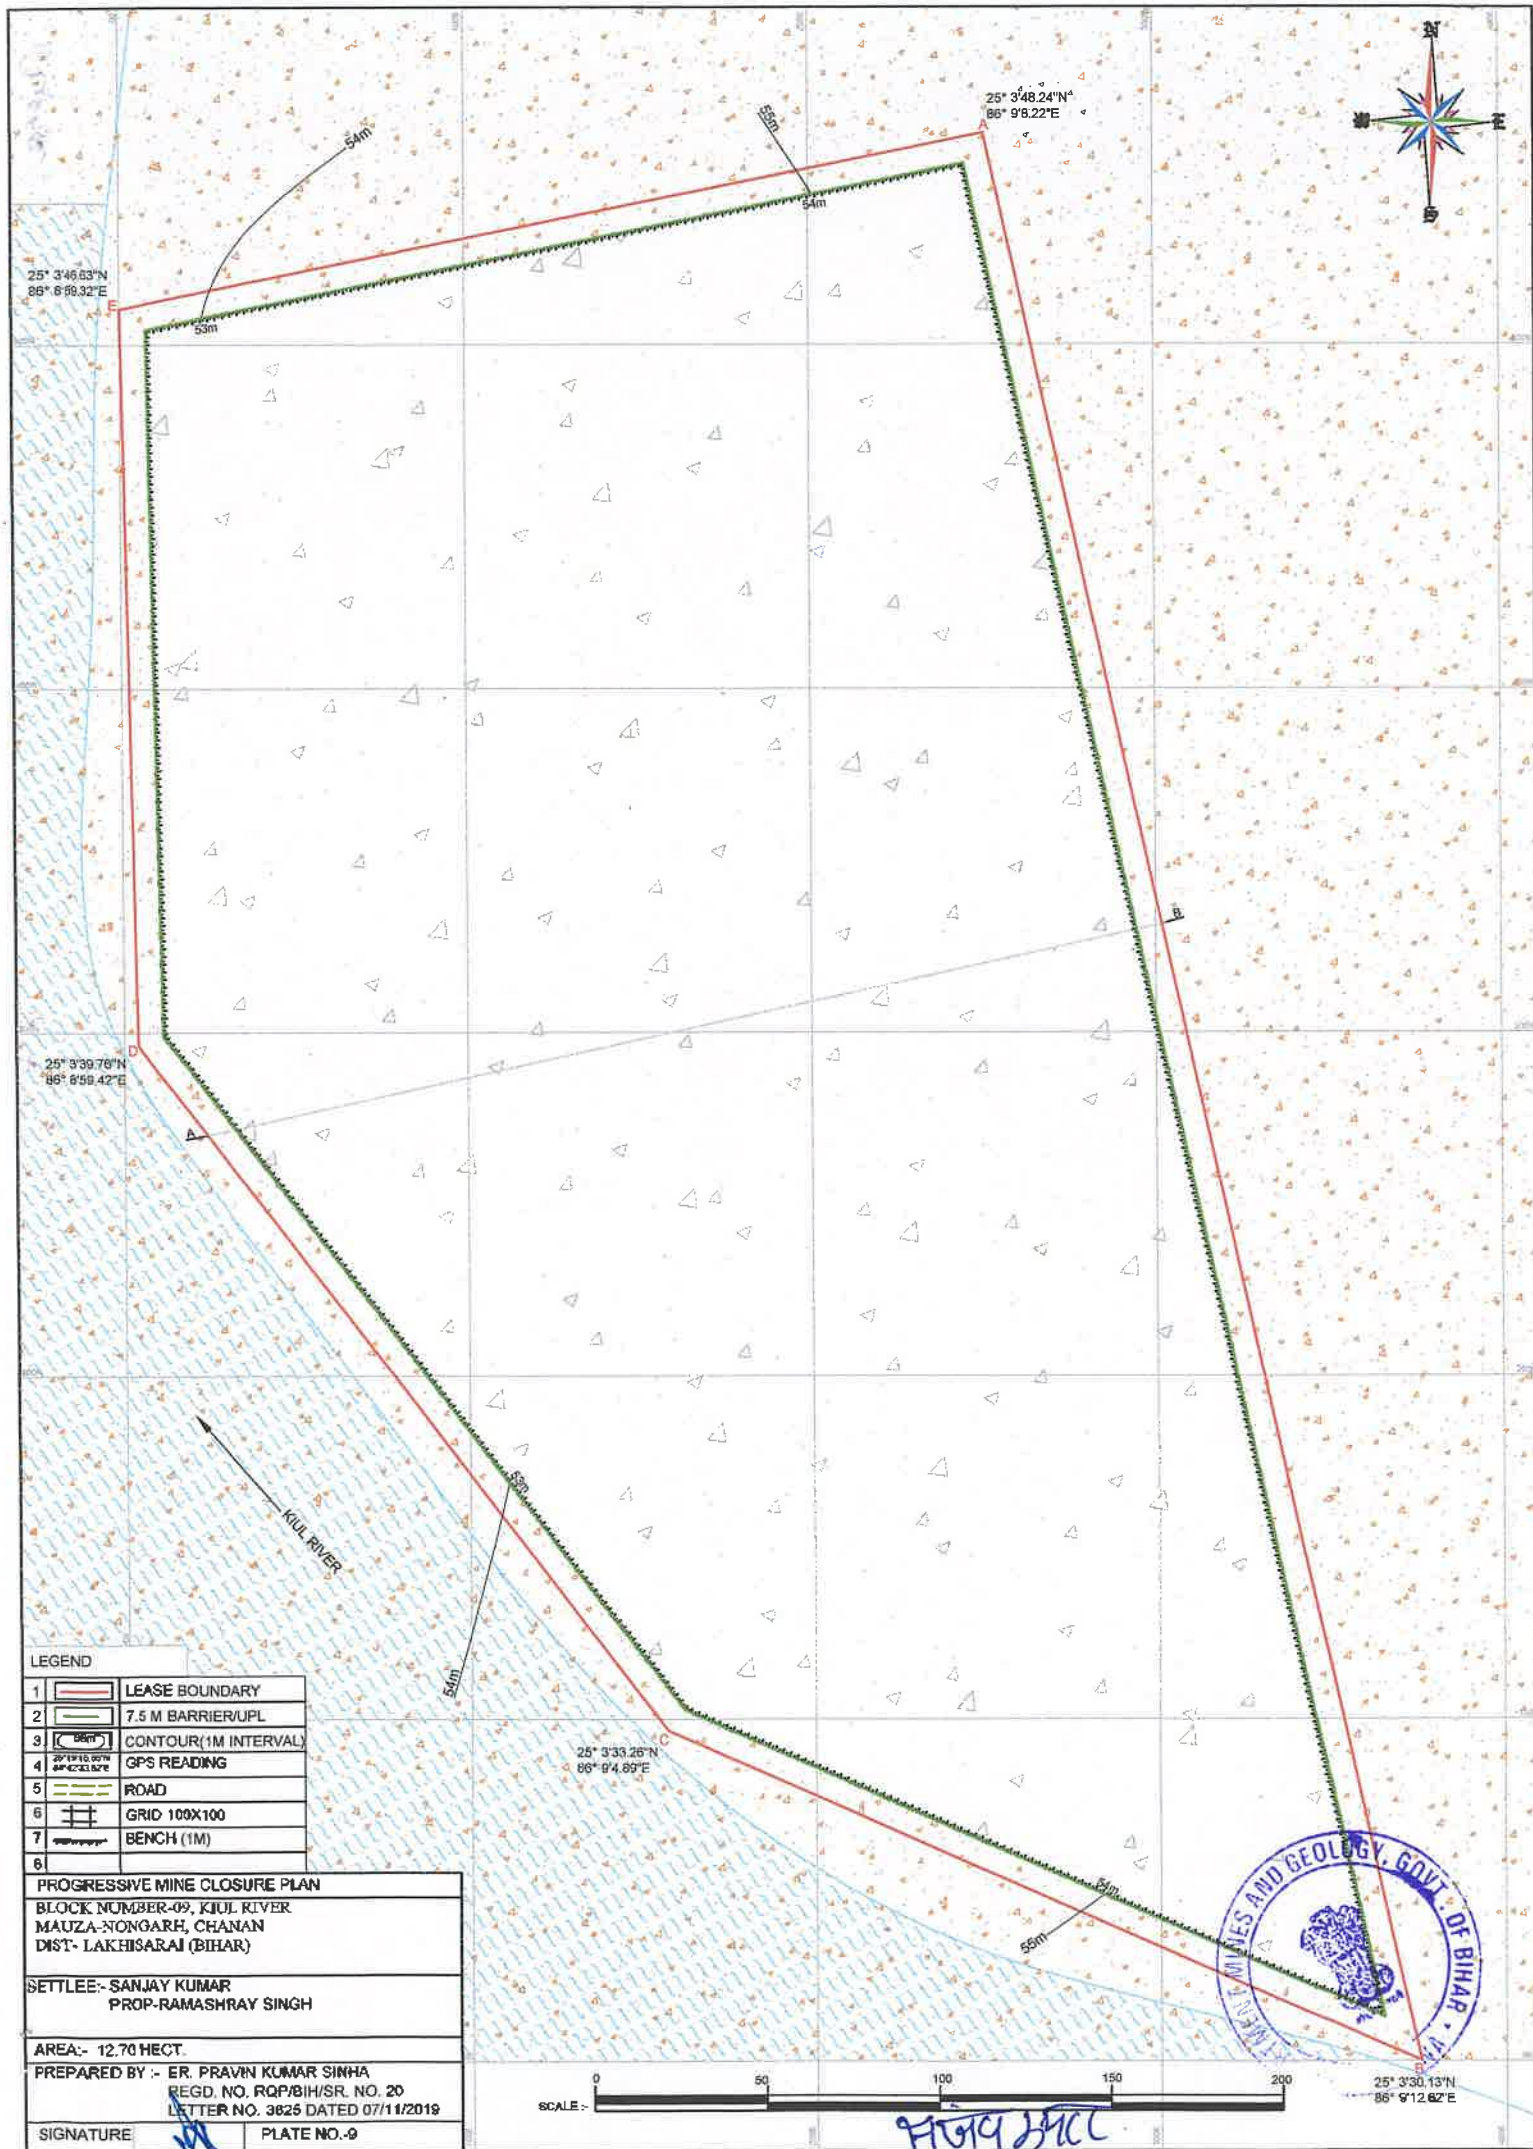 N
S
25° 3'48.24"N
86° 9'8.22"E
A
54m
55m
54m
25° 3'46.63"N
86° 8'59.32"E
E
53m
B
D
25° 3'39.76"N
86° 8'59.42"E
A
53m
KIUL RIVER
54m
C
25° 3'33.26"N
86° 9'4.69"E
54m
55m
B
25° 3'30.13"N
86° 9'12.62"E
MINES AND GEOLOGY, GOVT. OF BIHAR
LEGEND
1 LEASE BOUNDARY
2 7.5 M BARRIER/UPL
3 CONTOUR(1M INTERVAL)
4 GPS READING
5 ROAD
6 GRID 100X100
7 BENCH (1M)
PROGRESSIVE MINE CLOSURE PLAN
BLOCK NUMBER-09, KIUL RIVER
MAUZA-NONGARH, CHANAN
DIST- LAKHISARAI (BIHAR)
SETTLEE:- SANJAY KUMAR
PROP-RAMASHRAY SINGH
AREA:- 12.70 HECT.
PREPARED BY :- ER. PRAVIN KUMAR SINHA
REGD. NO. RQP/BIH/SR. NO. 20
LETTER NO. 3625 DATED 07/11/2019
SIGNATURE PLATE NO.-9
SCALE :- 0 50 100 150 200